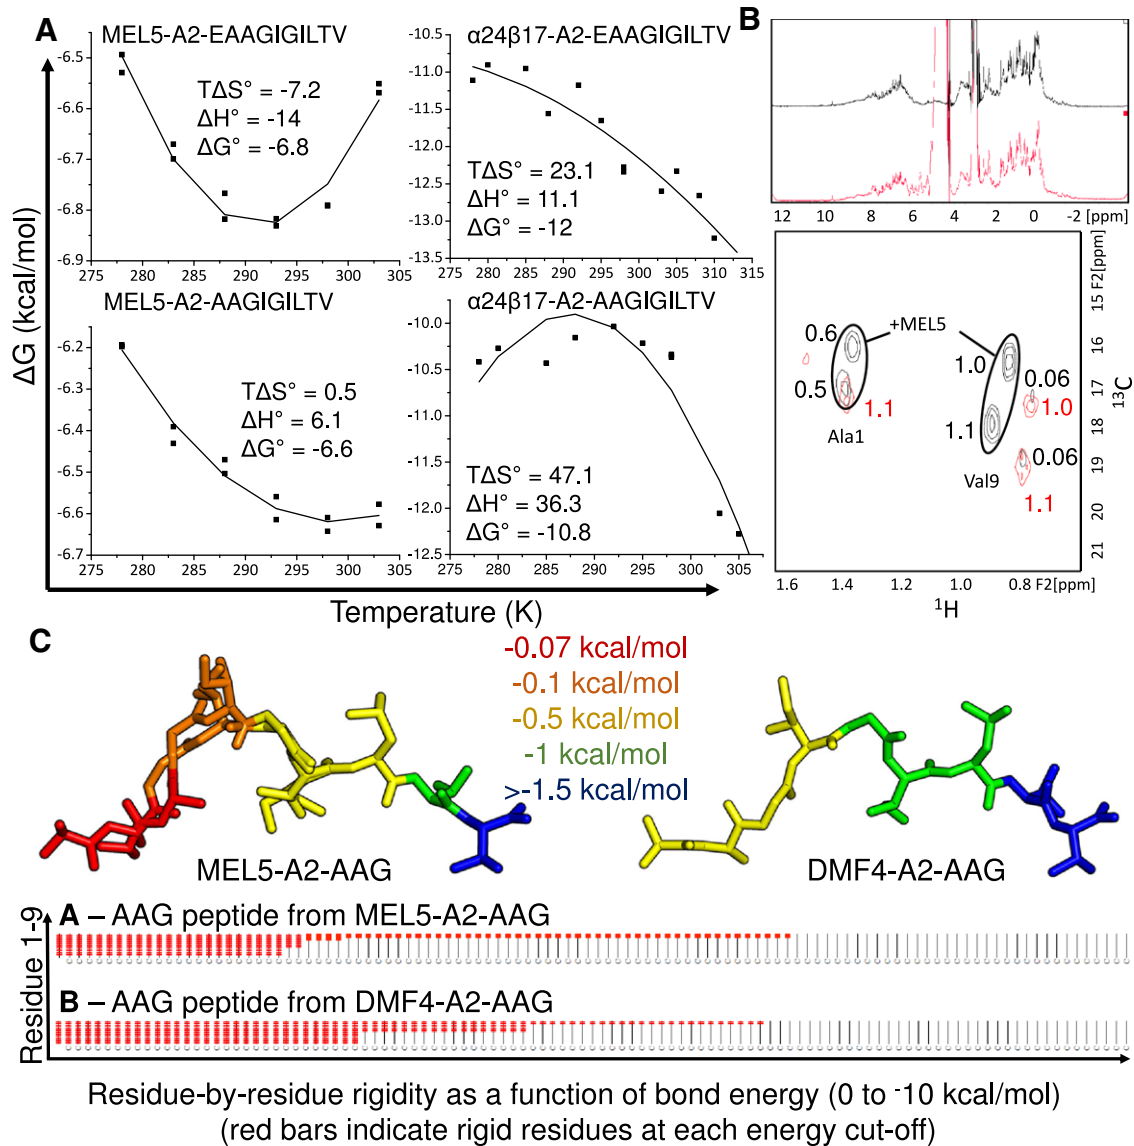 A
MEL5-A2-EAAGIGILTV
-6.5
-6.6
-6.7
-6.8
-6.9
TΔS° = -7.2
ΔH° = -14
ΔG° = -6.8
275 280 285 290 295 300 305
α24β17-A2-EAAGIGILTV
-10.5
-11.0
-11.5
-12.0
-12.5
-13.0
-13.5
TΔS° = 23.1
ΔH° = 11.1
ΔG° = -12
275 280 285 290 295 300 305 310
MEL5-A2-AAGIGILTV
-6.2
-6.3
-6.4
-6.5
-6.6
-6.7
TΔS° = 0.5
ΔH° = 6.1
ΔG° = -6.6
275 280 285 290 295 300 305
α24β17-A2-AAGIGILTV
-10.0
-10.5
-11.0
-11.5
-12.0
-12.5
TΔS° = 47.1
ΔH° = 36.3
ΔG° = -10.8
275 280 285 290 295 300 305
ΔG (kcal/mol)
Temperature (K)
B
12 10 8 6 4 2 0 -2 [ppm]
0.6
+MEL5
0.5
1.1
Ala1
1.0
0.06
1.0
1.1
0.06
Val9
1.1
15 F2[ppm]
16
17
18
19
20
21
13C
1.6 1.4 1.2 1.0 0.8 F2[ppm]
1H
C
-0.07 kcal/mol
-0.1 kcal/mol
-0.5 kcal/mol
-1 kcal/mol
>-1.5 kcal/mol
MEL5-A2-AAG
DMF4-A2-AAG
Residue 1-9
A – AAG peptide from MEL5-A2-AAG
B – AAG peptide from DMF4-A2-AAG
Residue-by-residue rigidity as a function of bond energy (0 to -10 kcal/mol)
(red bars indicate rigid residues at each energy cut-off)